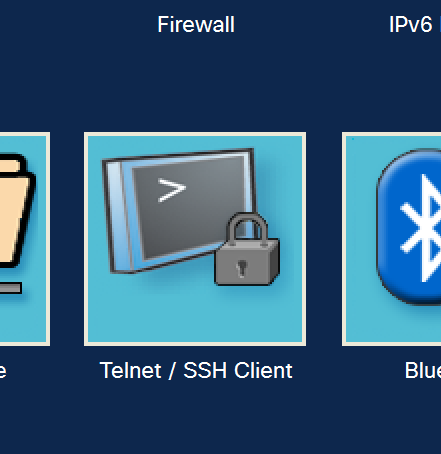 Firewall
IPv6
>
Telnet / SSH Client